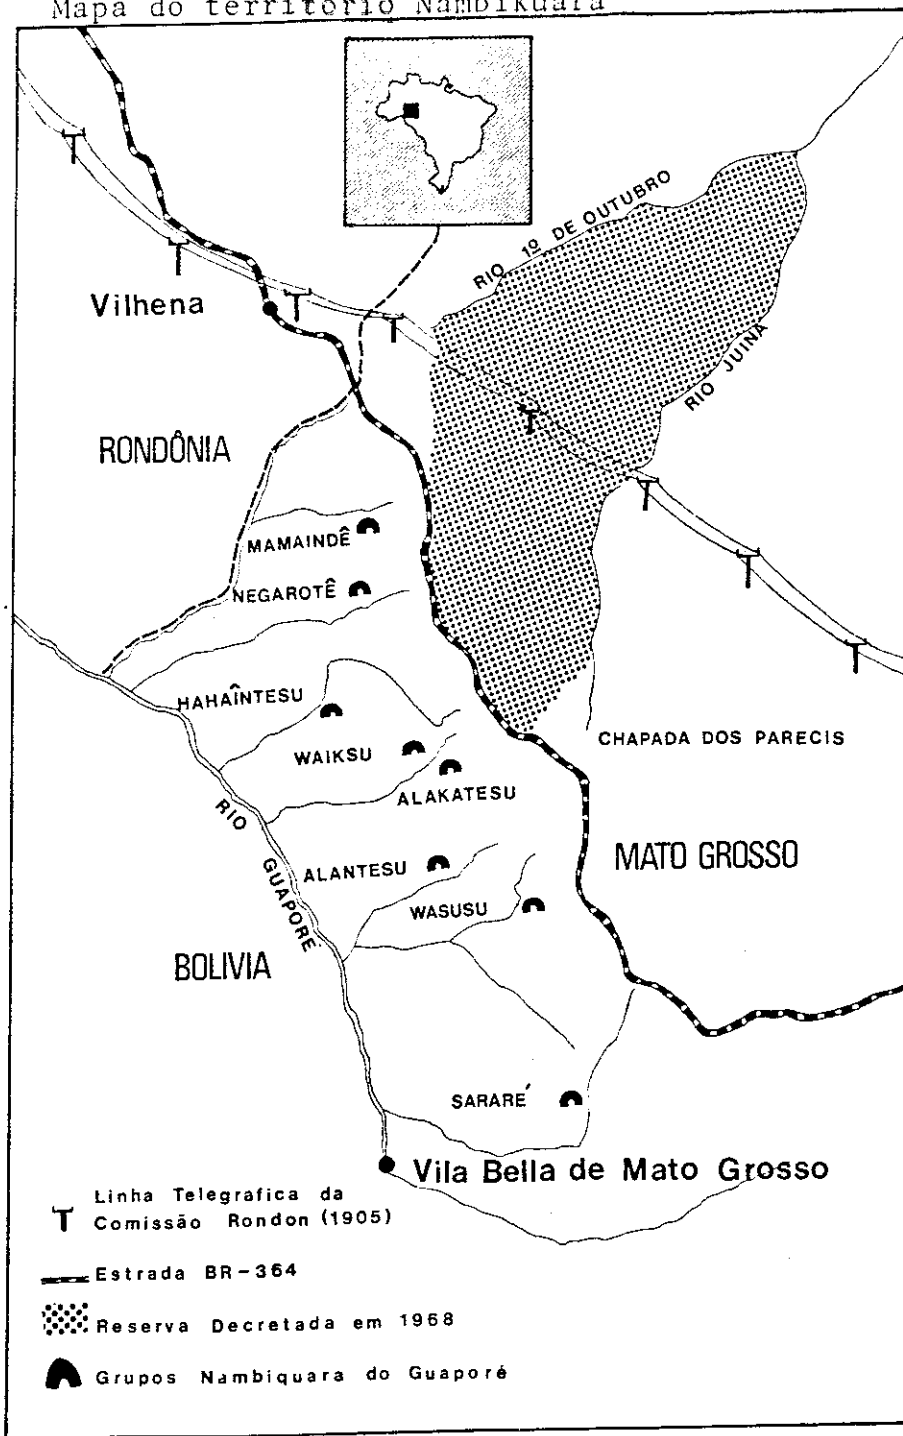 Mapa do território Nambikuara
RIO 1º DE OUTUBRO
Vilhena
RIO JUINA
RONDÔNIA
MAMAINDÊ
NEGAROTÊ
HAHAÎNTESU
CHAPADA DOS PARECIS
WAIKSU
ALAKATESU
RIO GUAPORÉ
MATO GROSSO
ALANTESU
WASUSU
BOLIVIA
SARARÉ
Vila Bella de Mato Grosso
T Linha Telegráfica da
Comissão Rondon (1905)
Estrada BR-364
Reserva Decretada em 1968
Grupos Nambiquara do Guaporé